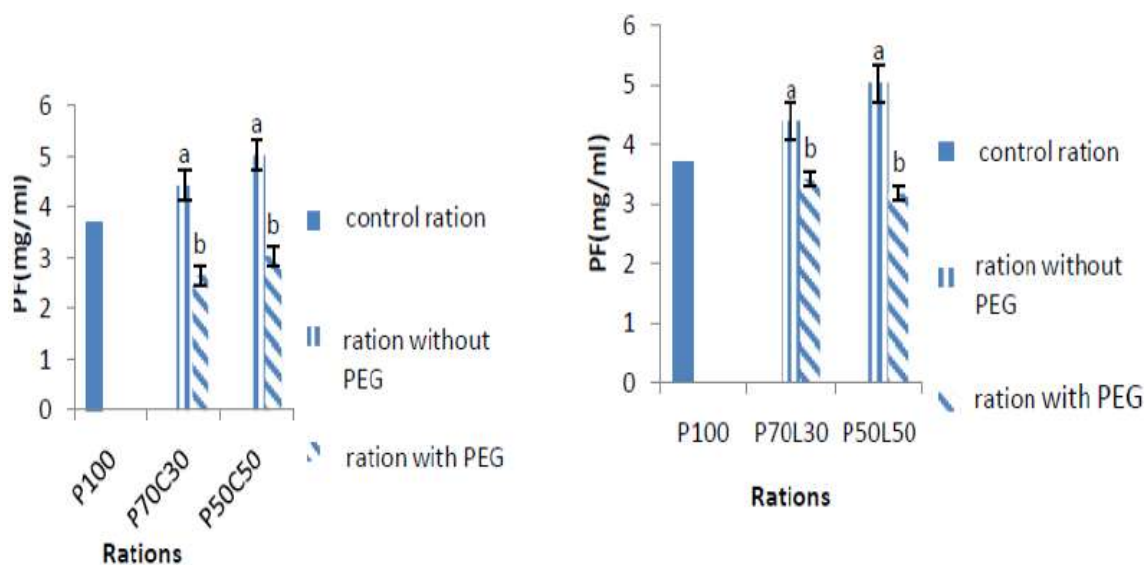 6
5
4
3
2
1
0
PF(mg/ml)
a
b
a
b
P100
P70C30
P50C50
Rations
control ration
ration without
PEG
ration with PEG
6
5
4
3
2
1
0
PF(mg/ml)
a
b
a
b
P100 P70L30 P50L50
Rations
control ration
ration without
PEG
ration with PEG